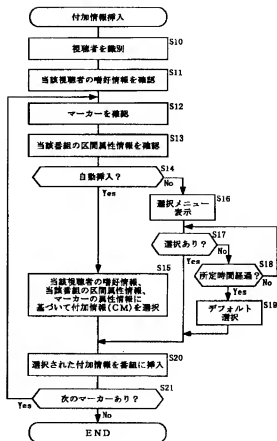 付加情報挿入
視聴者を識別
S10
当該視聴者の嗜好情報を確認
S11
マーカーを確認
S12
当該番組の区間属性情報を確認
S13
自動挿入？
S14
Yes
No
選択メニュー
表示
S16
選択あり？
S17
Yes
No
所定時間経過？
S18
No
Yes
デフォルト
選択
S19
当該視聴者の嗜好情報、
当該番組の区間属性情報、
マーカーの属性情報に
基づいて付加情報(CM)を選択
S15
選択された付加情報を番組に挿入
S20
次のマーカーあり？
S21
Yes
No
END